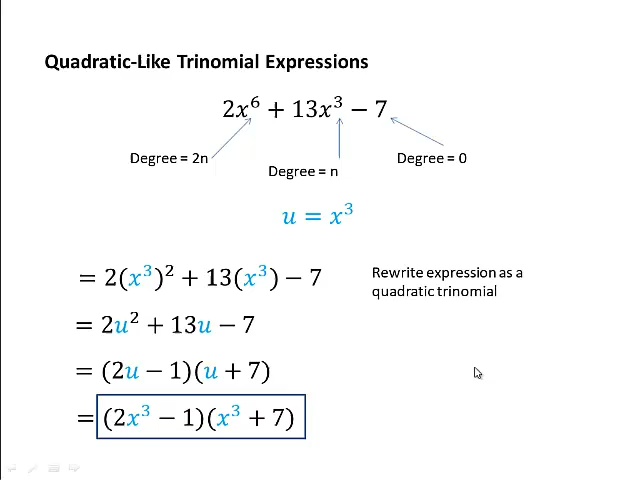 Quadratic-Like Trinomial Expressions
2x⁶ + 13x³ − 7
Degree = 2n
Degree = n
Degree = 0
u = x³
= 2(x³)² + 13(x³) − 7
Rewrite expression as a
quadratic trinomial
= 2u² + 13u − 7
= (2u − 1)(u + 7)
= (2x³ − 1)(x³ + 7)